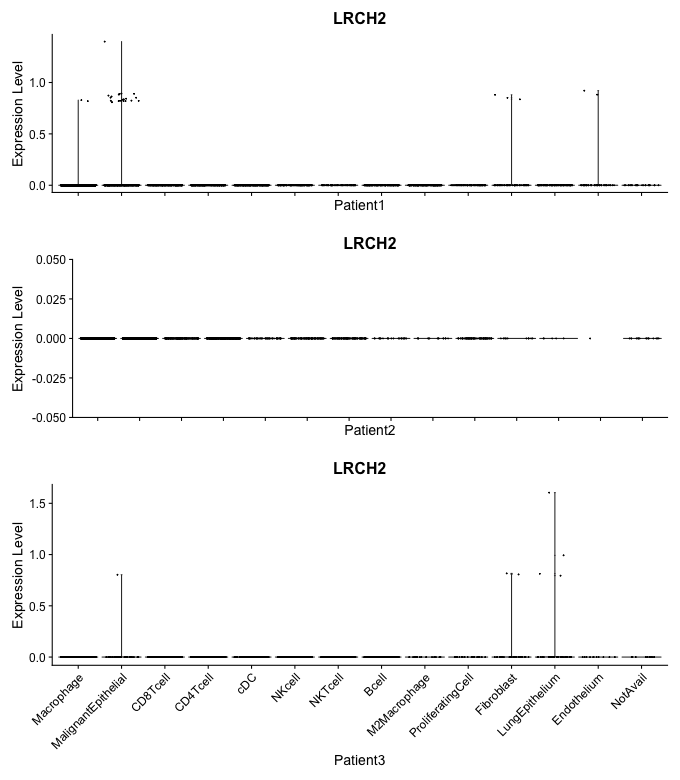 LRCH2
Expression Level
1.0
0.5
0.0
Patient1
LRCH2
Expression Level
0.050
0.025
0.000
-0.025
-0.050
Patient2
LRCH2
Expression Level
1.5
1.0
0.5
0.0
Macrophage
MalignantEpithelial
CD8Tcell
CD4Tcell
cDC
NKcell
NKTcell
Bcell
M2Macrophage
ProliferatingCell
Fibroblast
LungEpithelium
Endothelium
NotAvail
Patient3